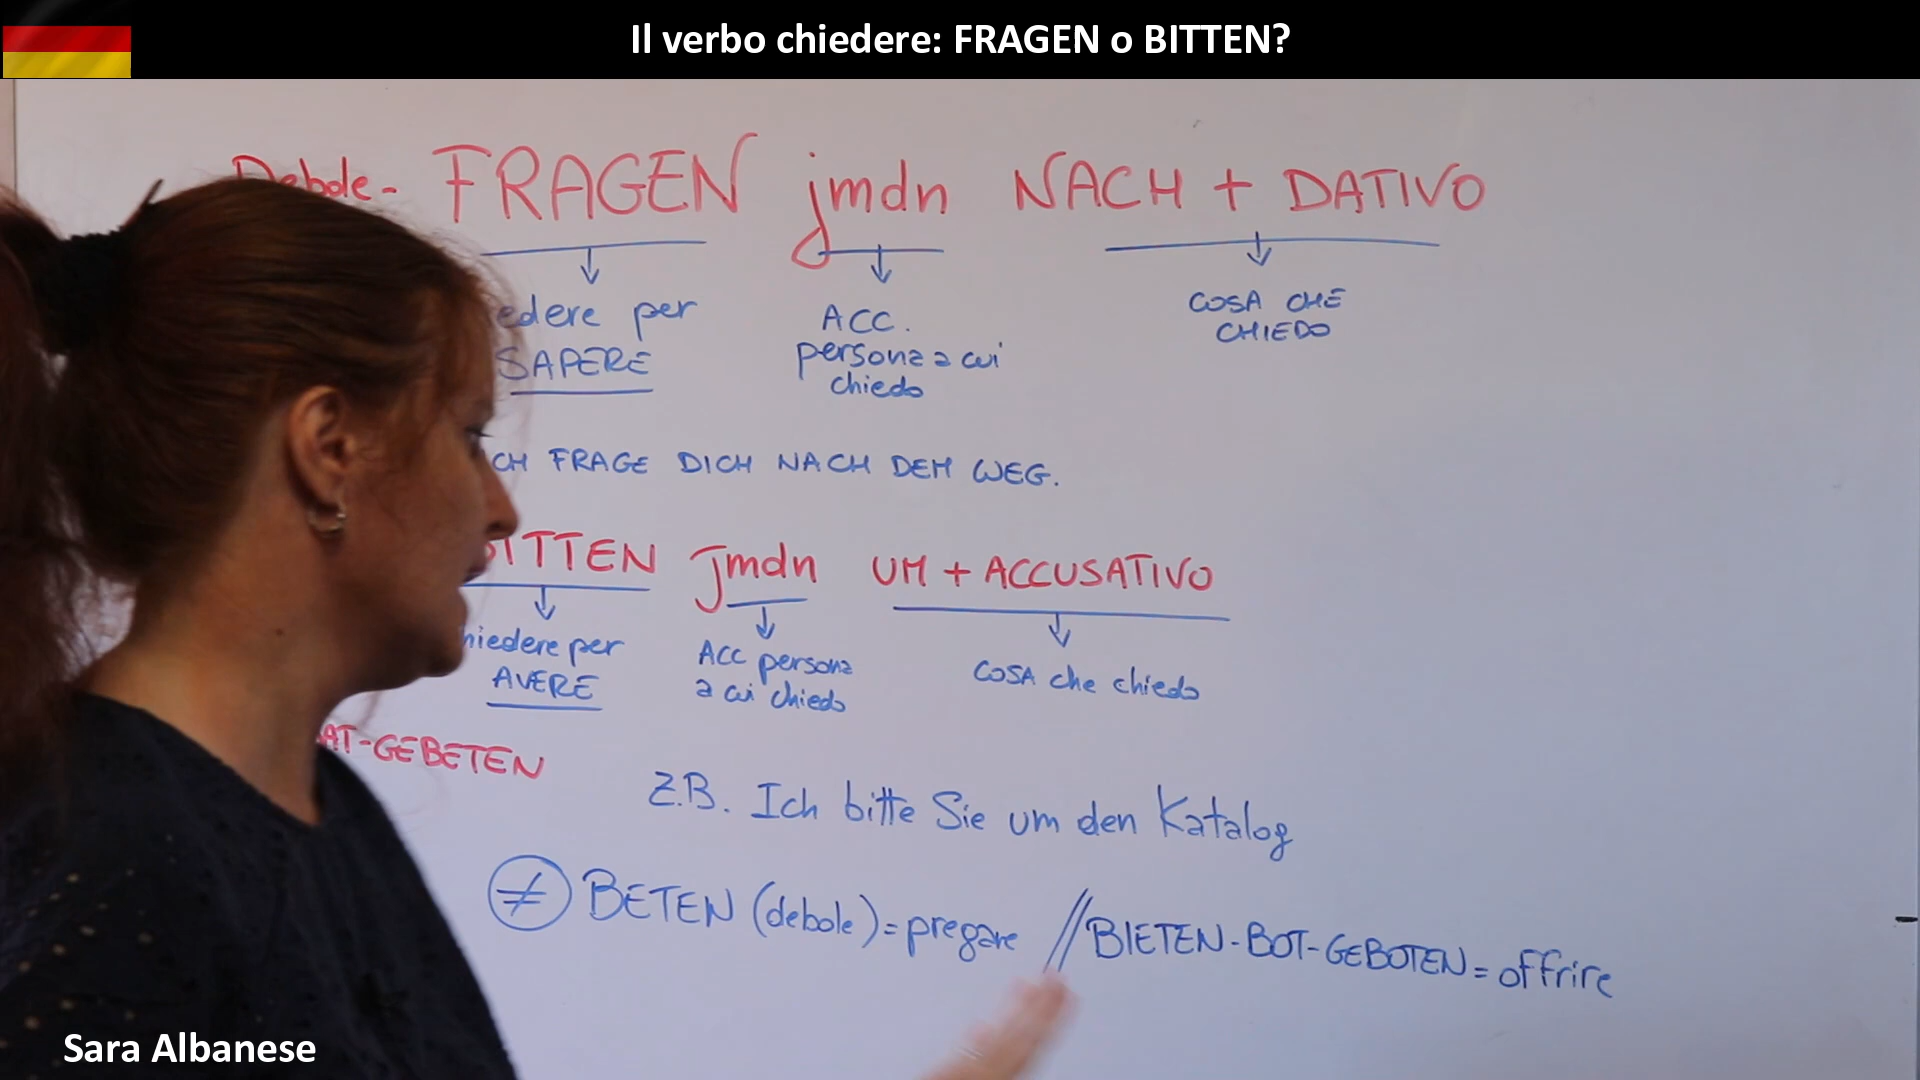 Il verbo chiedere: FRAGEN o BITTEN?
Debole- FRAGEN jmdn NACH + DATIVO
edere per SAPERE
ACC. persona a cui chiedo
COSA CHE CHIEDO
CH FRAGE DICH NACH DEM WEG.
BITTEN Jmdn UM + ACCUSATIVO
hiedere per AVERE
ACC persona a cui chiedo
COSA che chiedo
AT-GEBETEN
Z.B. Ich bitte Sie um den Katalog
≠ BETEN (debole) = pregare // BIETEN-BOT-GEBOTEN = offrire
Sara Albanese